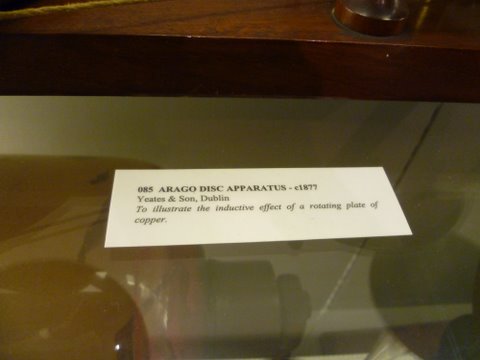 085 ARAGO DISC APPARATUS - c1877
Yeates & Son, Dublin
To illustrate the inductive effect of a rotating plate of
copper.